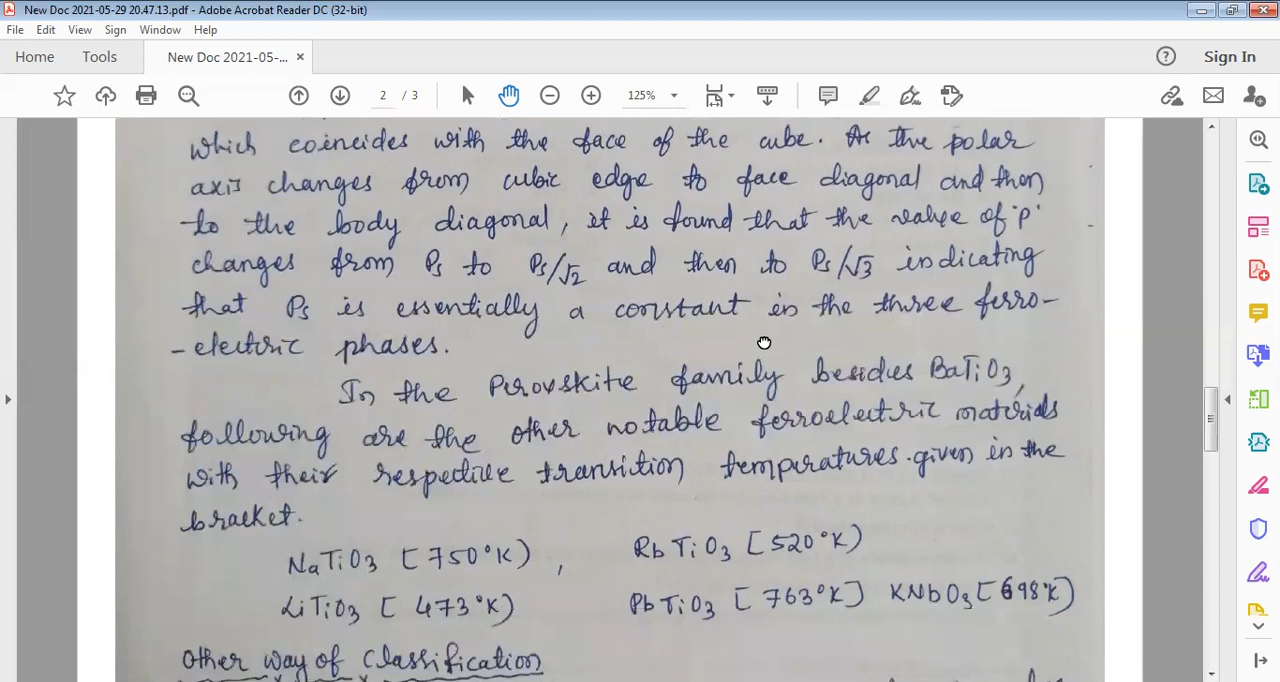 New Doc 2021-05-29 20.47.13.pdf - Adobe Acrobat Reader DC (32-bit)
File Edit View Sign Window Help
Home Tools New Doc 2021-05-... × Sign In
2 / 3 125%
which coincides with the face of the cube. As the polar
axis changes from cubic edge to face diagonal and then
to the body diagonal, it is found that the value of 'P'
changes from Ps to Ps/√2 and then to Ps/√3 indicating
that Ps is essentially a constant in the three ferro-
-electric phases.
In the Perovskite family besides BaTiO3,
following are the other notable ferroelectric materials
with their respective transition temperatures given in the
bracket.
NaTiO3 [750°K), RbTiO3 [520°K)
LiTiO3 [473°K) PbTiO3 [763°K] KNbO3 [698°K)
Other way of classification